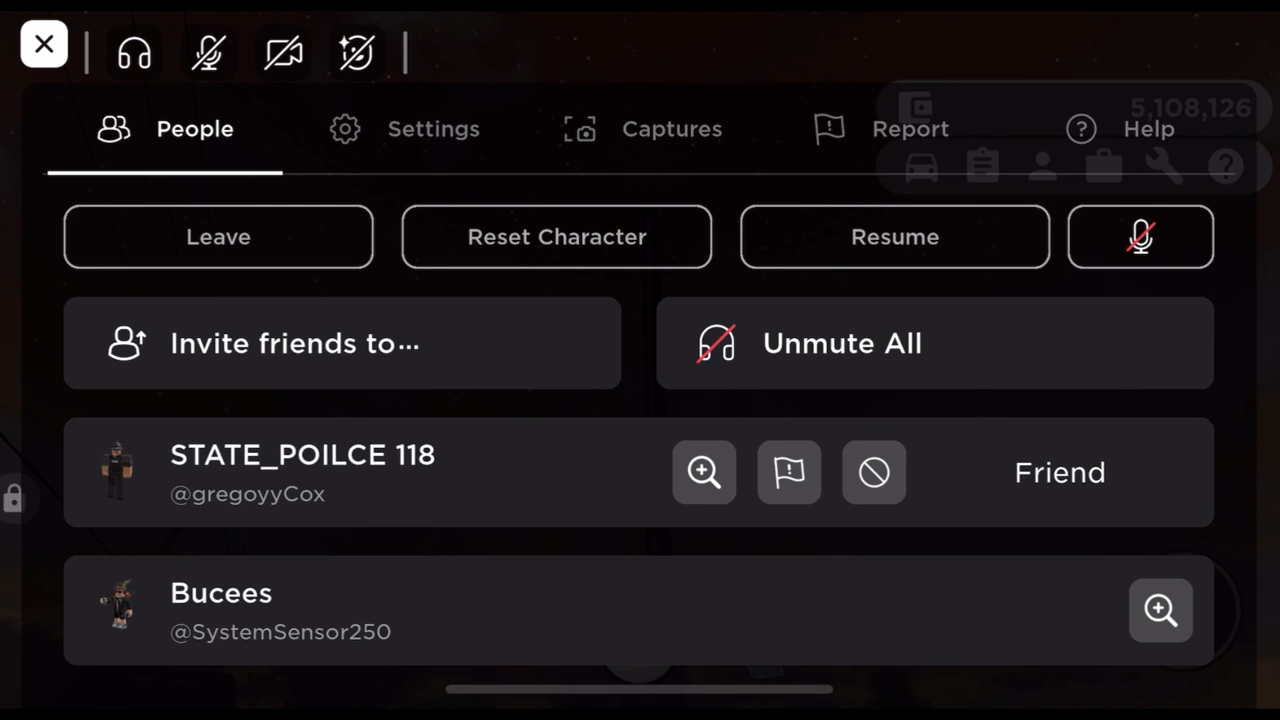 5,108,126
People Settings Captures Report Help
Leave Reset Character Resume
Invite friends to... Unmute All
STATE_POILCE 118
@gregoyyCox
Friend
Bucees
@SystemSensor250